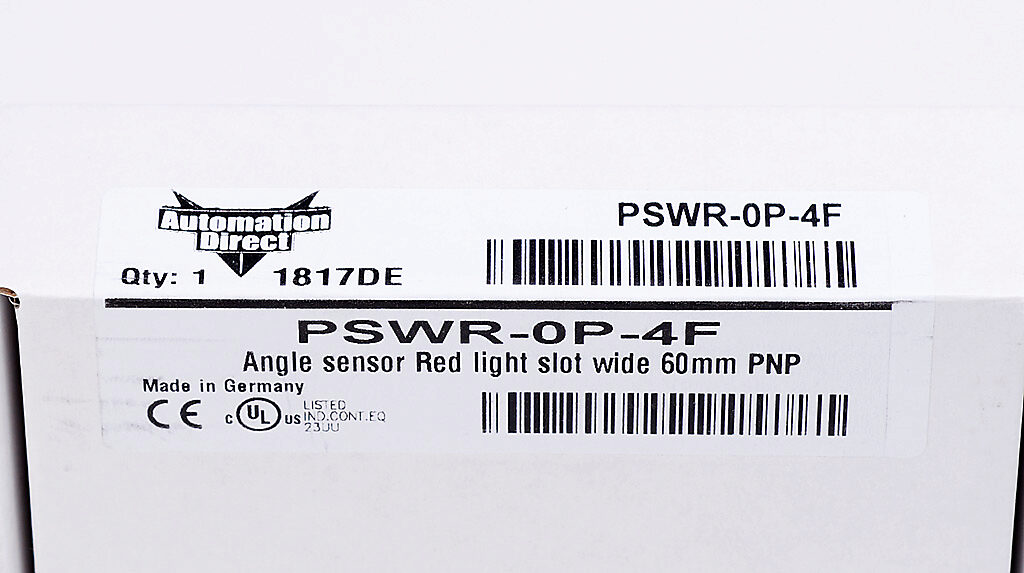 Automation
Direct
PSWR-0P-4F
Qty: 1
1817DE
PSWR-0P-4F
Angle sensor Red light slot wide 60mm PNP
Made in Germany
CE
C UL US
LISTED
IND.CONT.EQ
23UU